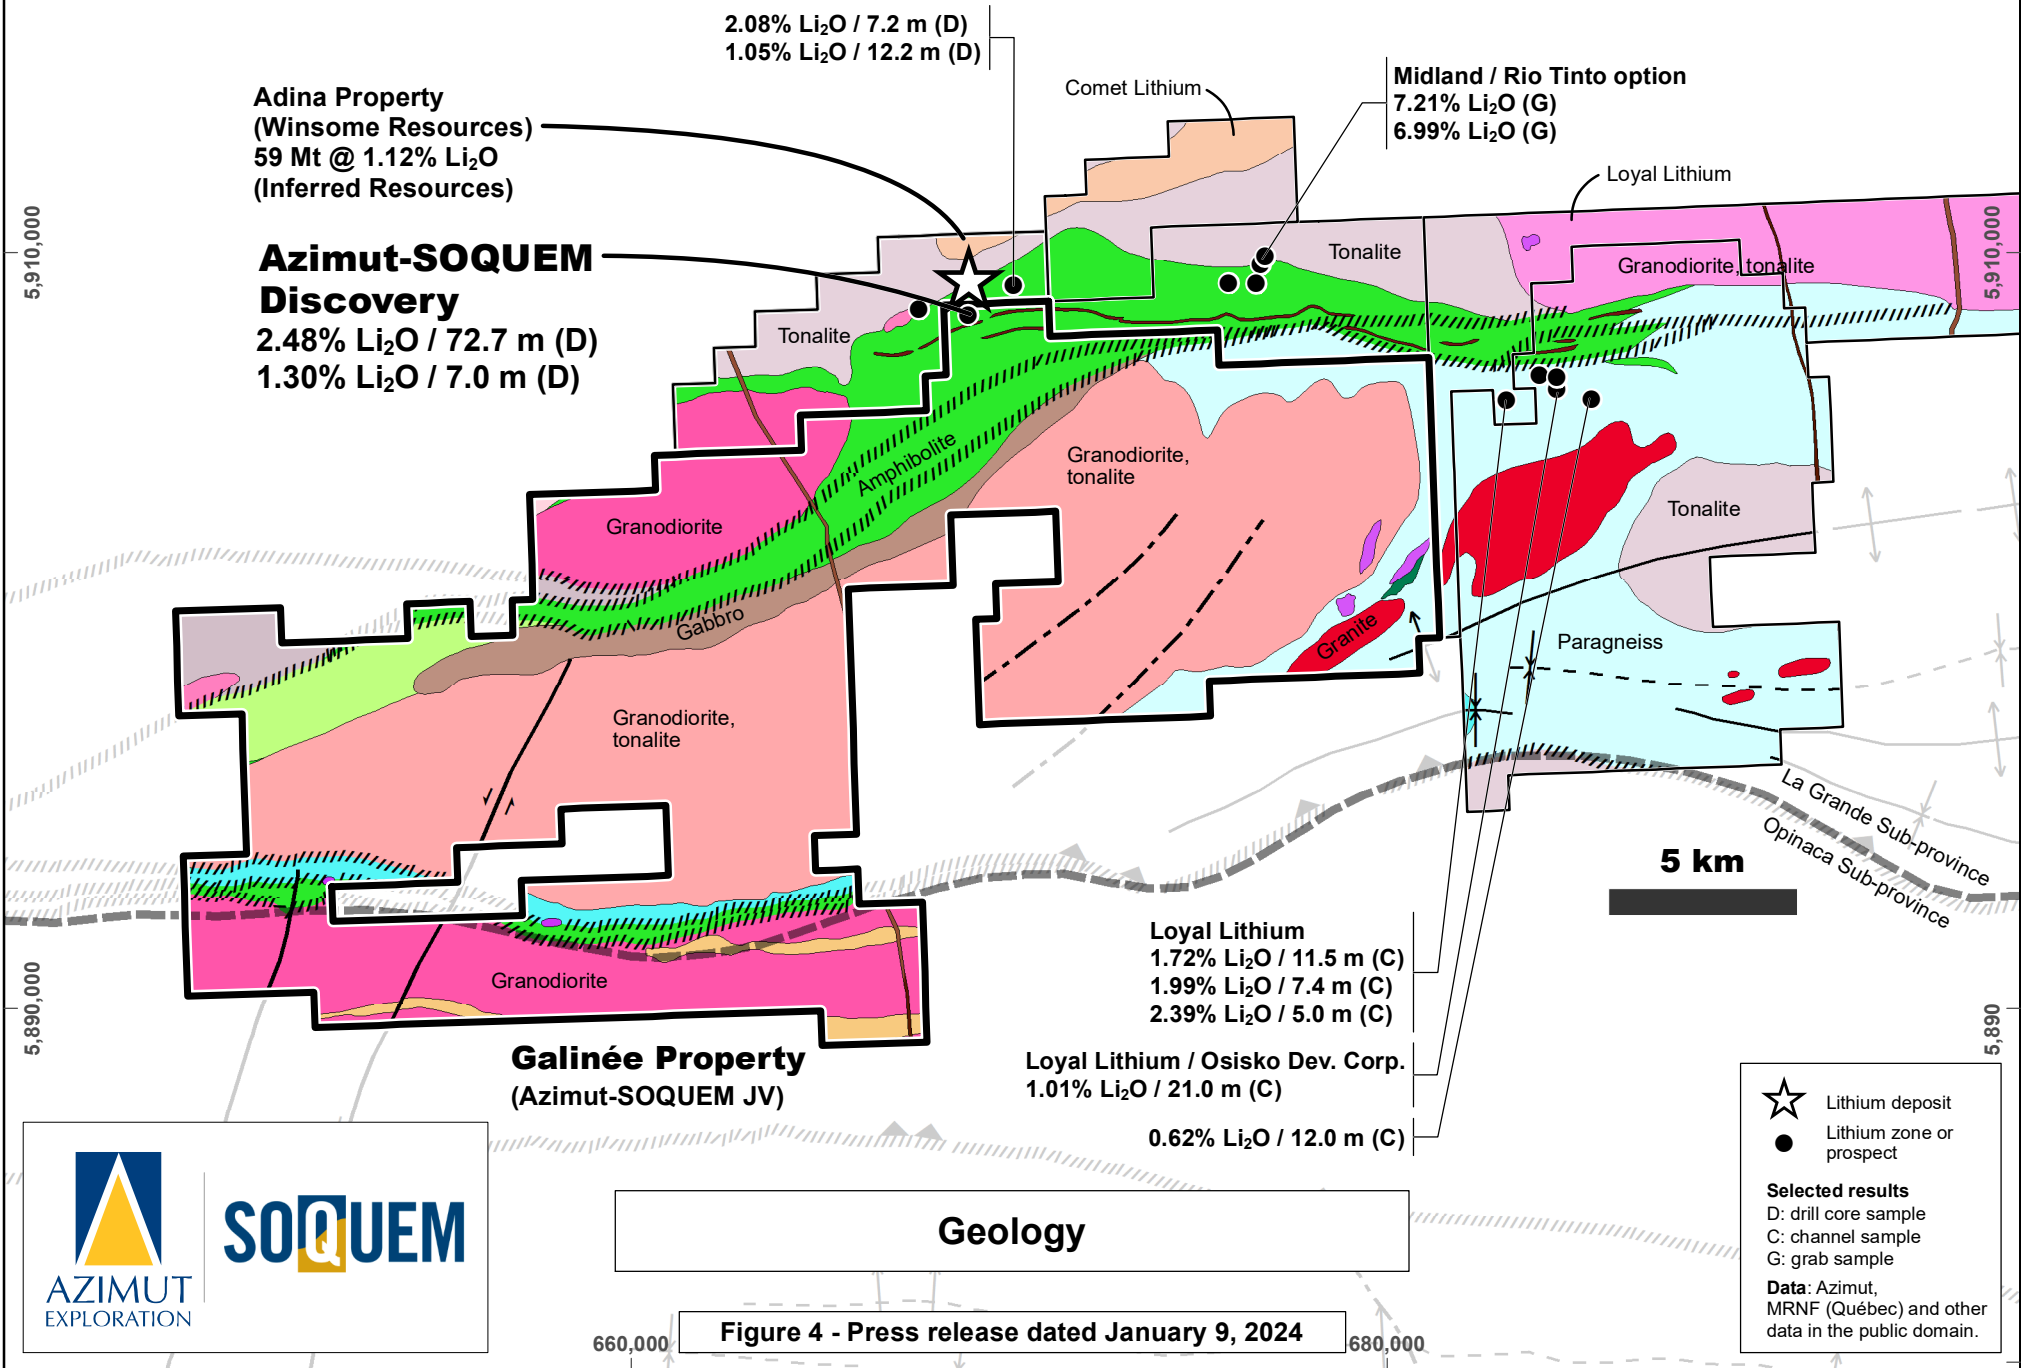 2.08% Li₂O / 7.2 m (D)
1.05% Li₂O / 12.2 m (D)
Adina Property
(Winsome Resources)
59 Mt @ 1.12% Li₂O
(Inferred Resources)
Comet Lithium
Midland / Rio Tinto option
7.21% Li₂O (G)
6.99% Li₂O (G)
Loyal Lithium
5,910,000
5,910,000
Azimut-SOQUEM
Discovery
2.48% Li₂O / 72.7 m (D)
1.30% Li₂O / 7.0 m (D)
Tonalite
Granodiorite, tonalite
Tonalite
Amphibolite
Granodiorite,
tonalite
Granodiorite
Tonalite
Gabbro
Granite
Paragneiss
Granodiorite,
tonalite
La Grande Sub-province
Opinaca Sub-province
5 km
Granodiorite
Loyal Lithium
1.72% Li₂O / 11.5 m (C)
1.99% Li₂O / 7.4 m (C)
2.39% Li₂O / 5.0 m (C)
5,890,000
5,890
Galinée Property
(Azimut-SOQUEM JV)
Loyal Lithium / Osisko Dev. Corp.
1.01% Li₂O / 21.0 m (C)
0.62% Li₂O / 12.0 m (C)
Lithium deposit
Lithium zone or
prospect
Selected results
D: drill core sample
C: channel sample
G: grab sample
Data: Azimut,
MRNF (Québec) and other
data in the public domain.
AZIMUT
EXPLORATION
SOQUEM
Geology
Figure 4 - Press release dated January 9, 2024
660,000
680,000